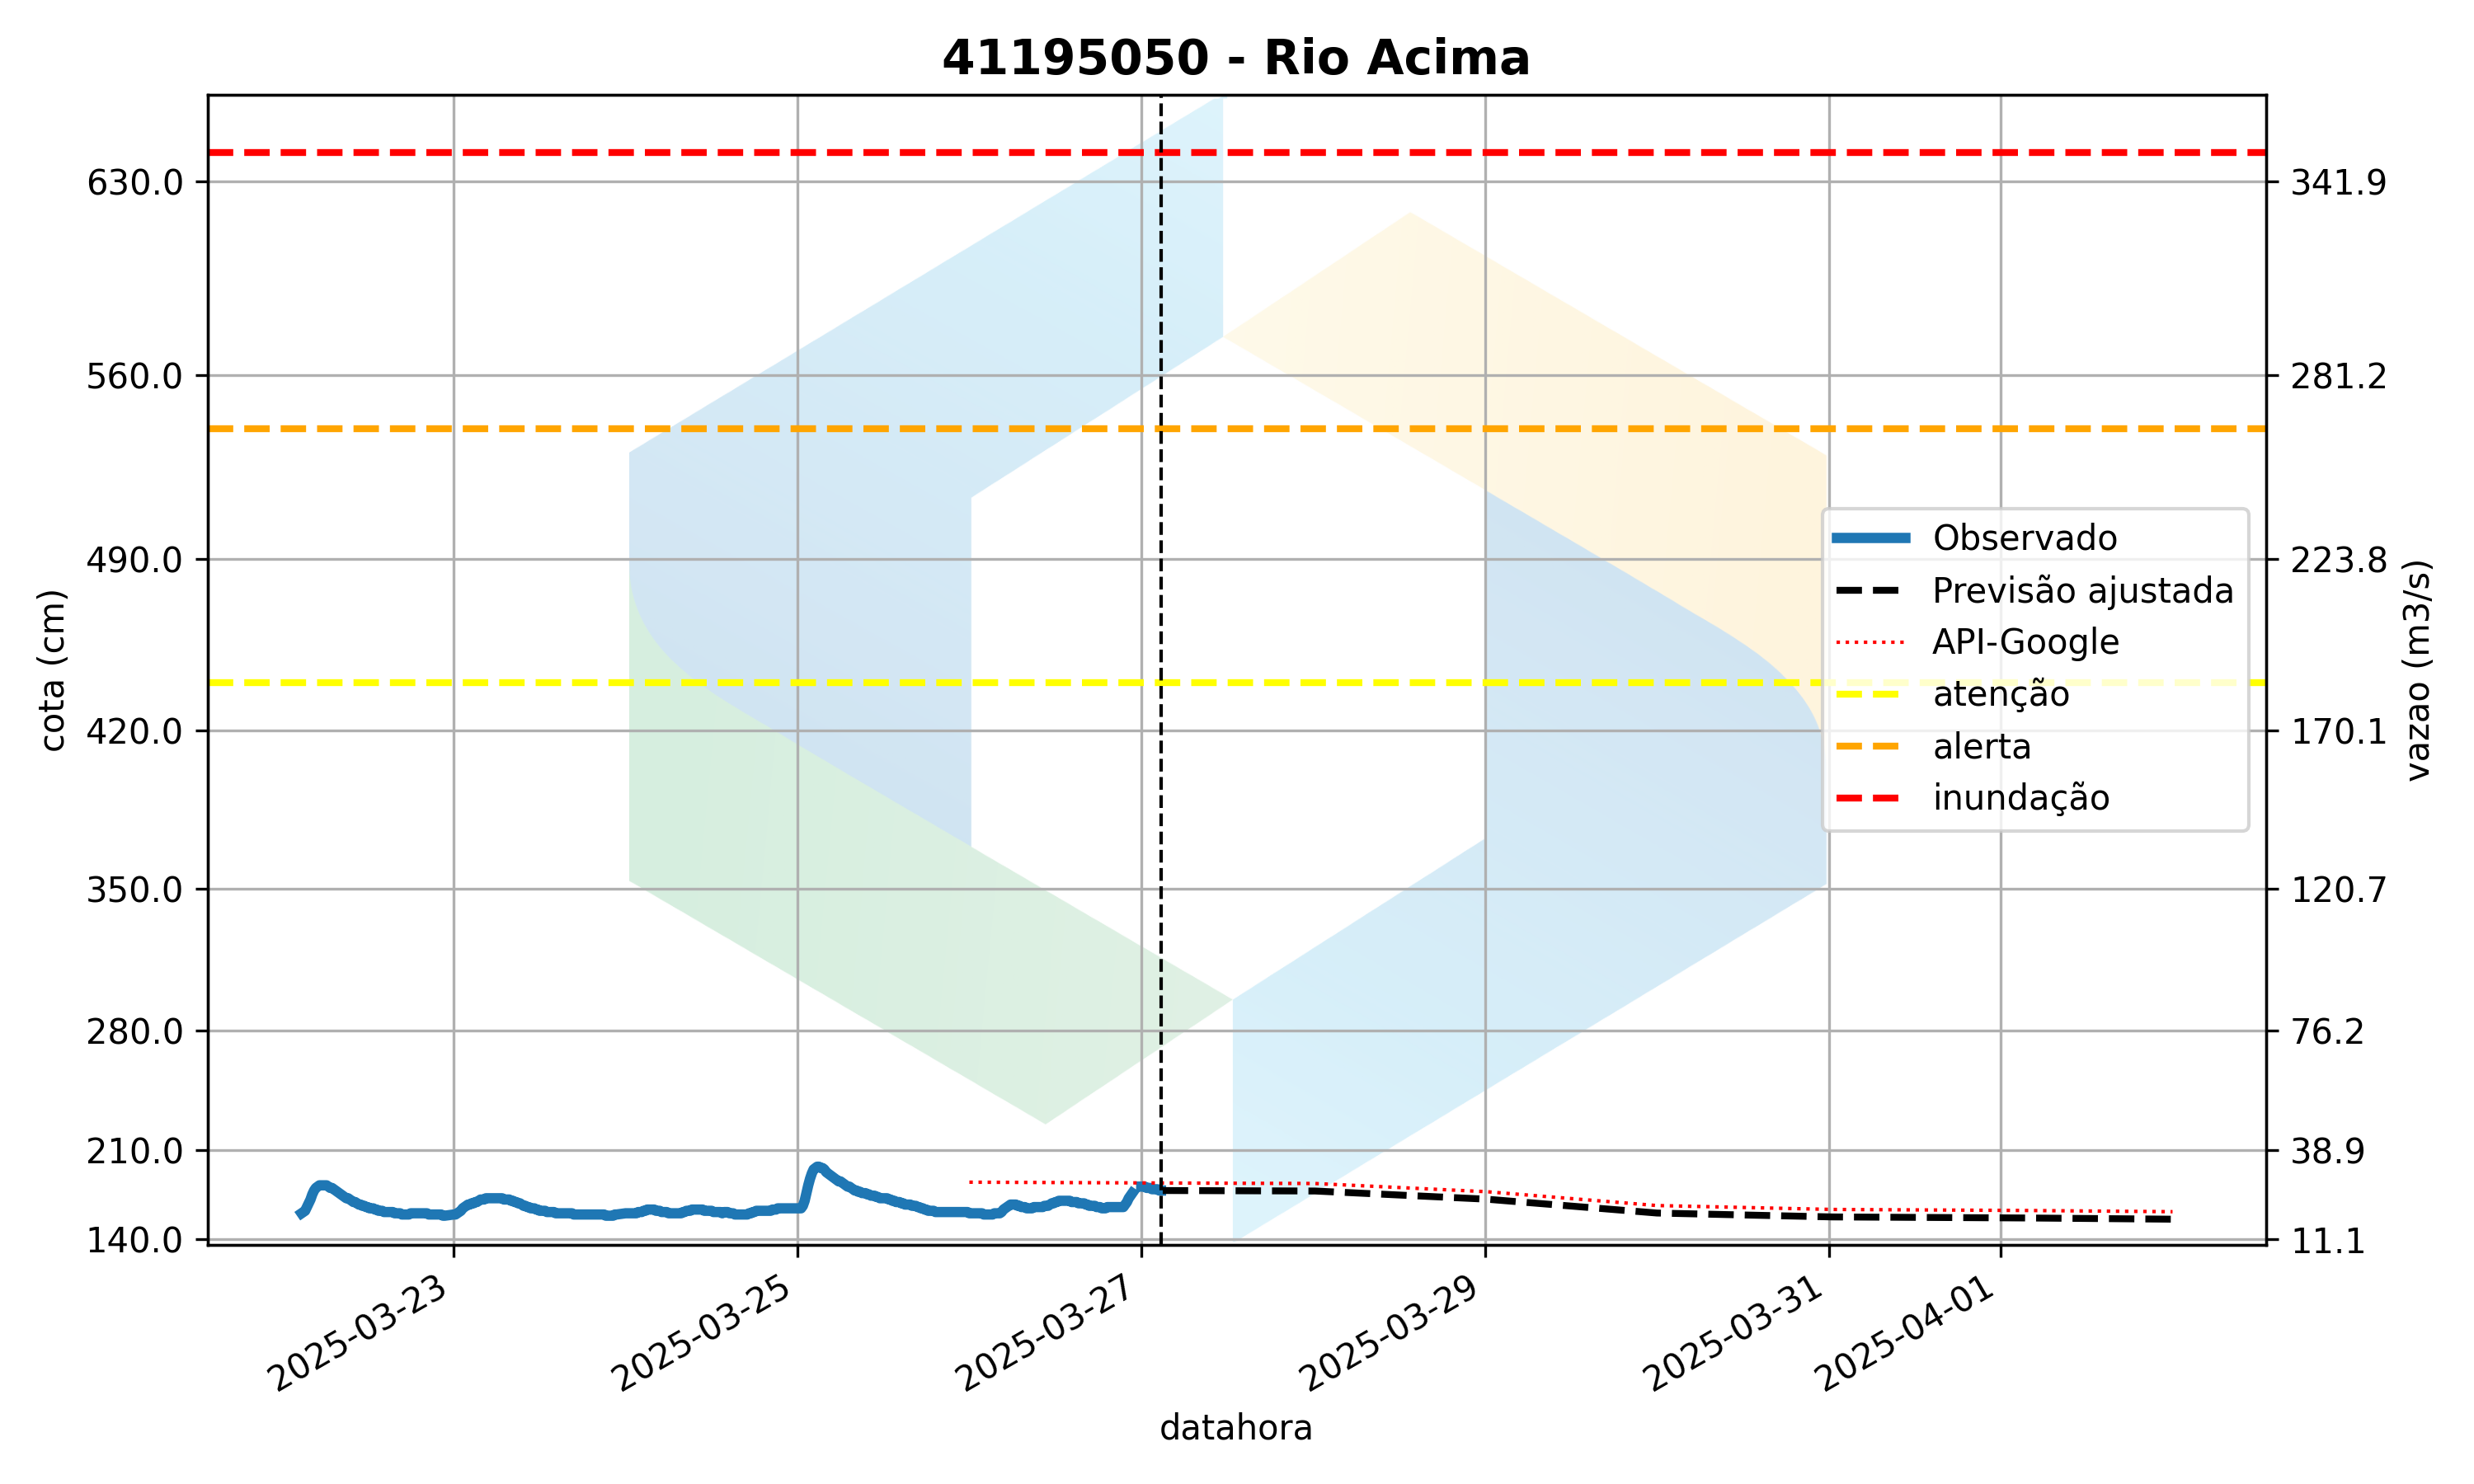 41195050 - Rio Acima
630.0
560.0
490.0
420.0
350.0
280.0
210.0
140.0
cota (cm)
341.9
281.2
223.8
170.1
120.7
76.2
38.9
11.1
vazao (m3/s)
Observado
Previsão ajustada
API-Google
atenção
alerta
inundação
2025-03-23
2025-03-25
2025-03-27
2025-03-29
2025-03-31
2025-04-01
datahora